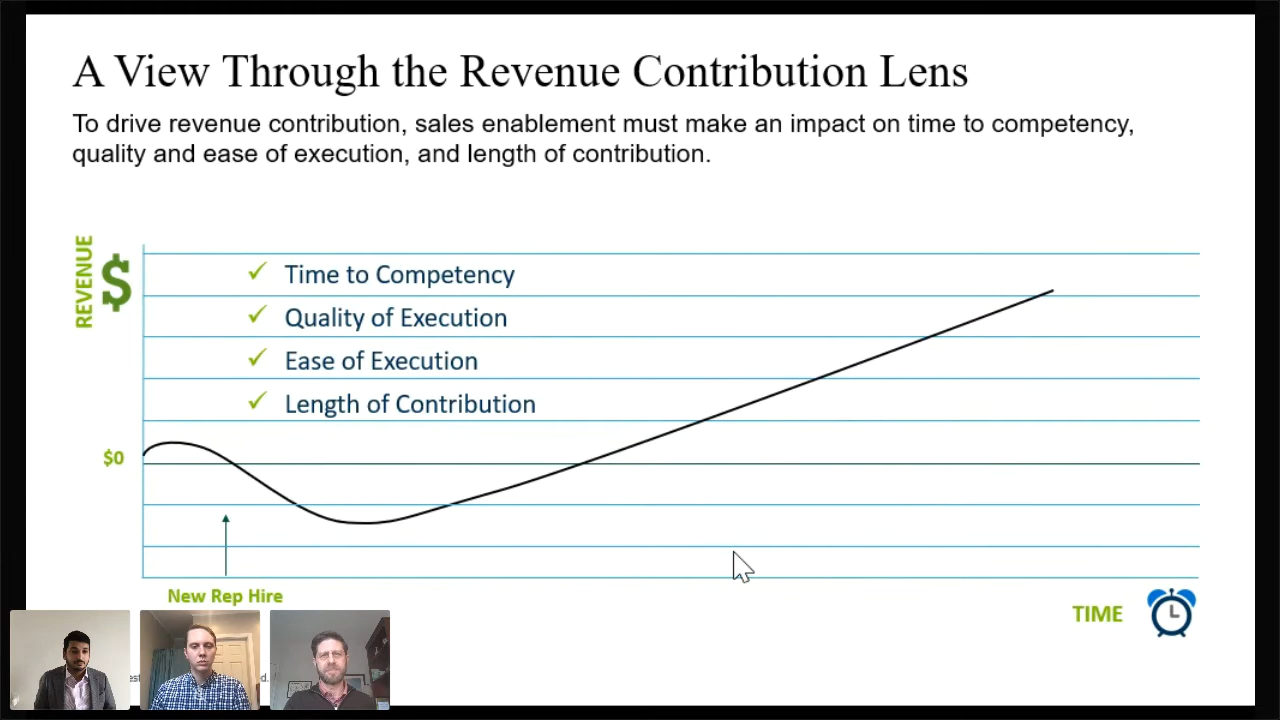 A View Through the Revenue Contribution Lens
To drive revenue contribution, sales enablement must make an impact on time to competency,
quality and ease of execution, and length of contribution.
REVENUE
$
✓ Time to Competency
✓ Quality of Execution
✓ Ease of Execution
✓ Length of Contribution
$0
New Rep Hire
TIME